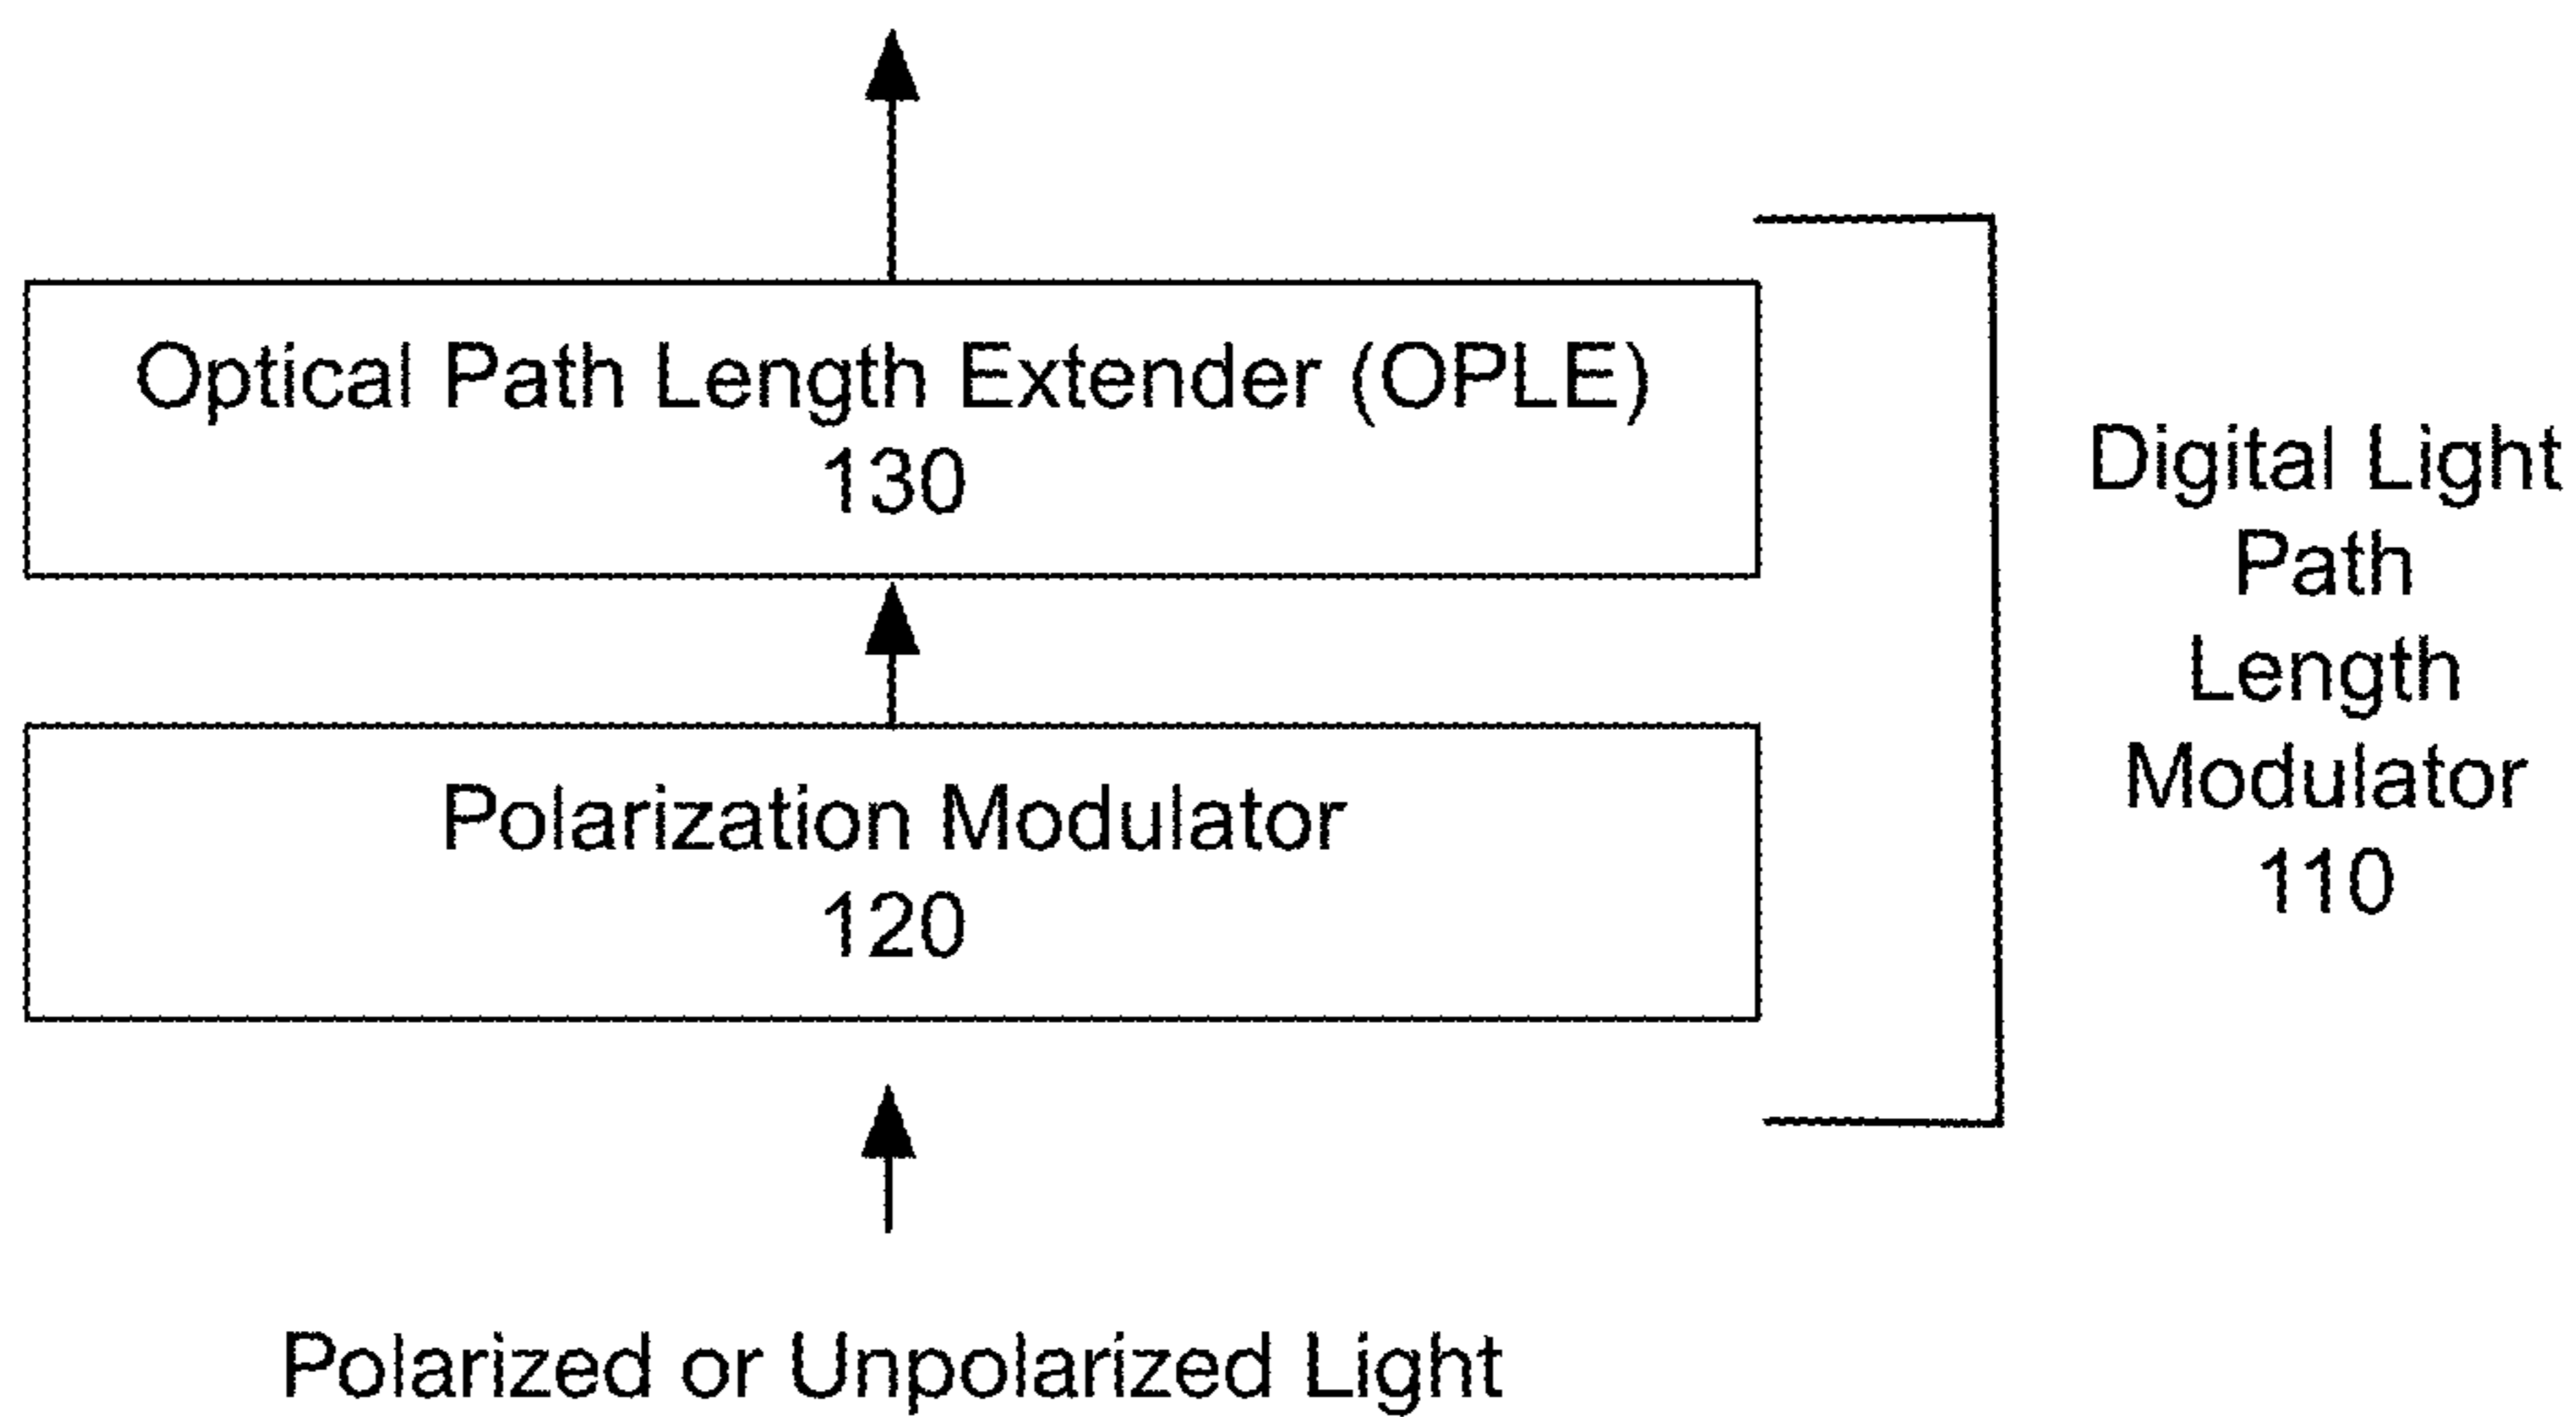 Optical Path Length Extender (OPLE)
130
Polarization Modulator
120
Polarized or Unpolarized Light
Digital Light
Path
Length
Modulator
110